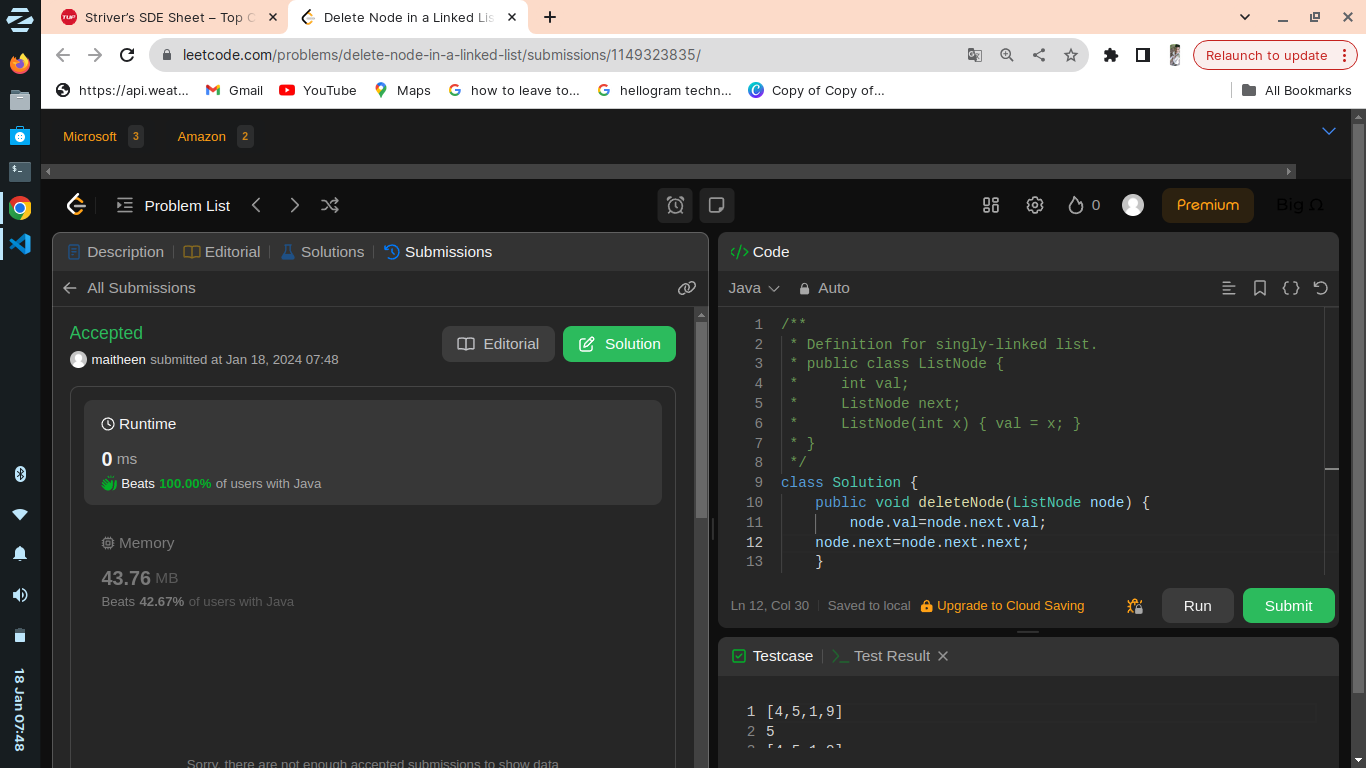 Striver's SDE Sheet – Top C
Delete Node in a Linked Lis
leetcode.com/problems/delete-node-in-a-linked-list/submissions/1149323835/
Relaunch to update
https://api.weat...
Gmail
YouTube
Maps
how to leave to...
hellogram techn...
Copy of Copy of...
All Bookmarks
Microsoft 3 Amazon 2
Problem List
0
Premium
Big Ω
Description
Editorial
Solutions
Submissions
All Submissions
Accepted
maitheen submitted at Jan 18, 2024 07:48
Editorial
Solution
Runtime
0 ms
Beats 100.00% of users with Java
Memory
43.76 MB
Beats 42.67% of users with Java
Sorry, there are not enough accepted submissions to show data
</> Code
Java
Auto
1 /**
2 * Definition for singly-linked list.
3 * public class ListNode {
4 * int val;
5 * ListNode next;
6 * ListNode(int x) { val = x; }
7 * }
8 */
9 class Solution {
10 public void deleteNode(ListNode node) {
11 node.val=node.next.val;
12 node.next=node.next.next;
13 }
Ln 12, Col 30
Saved to local
Upgrade to Cloud Saving
Run
Submit
Testcase
Test Result
1 [4,5,1,9]
2 5
18 Jan 07:48